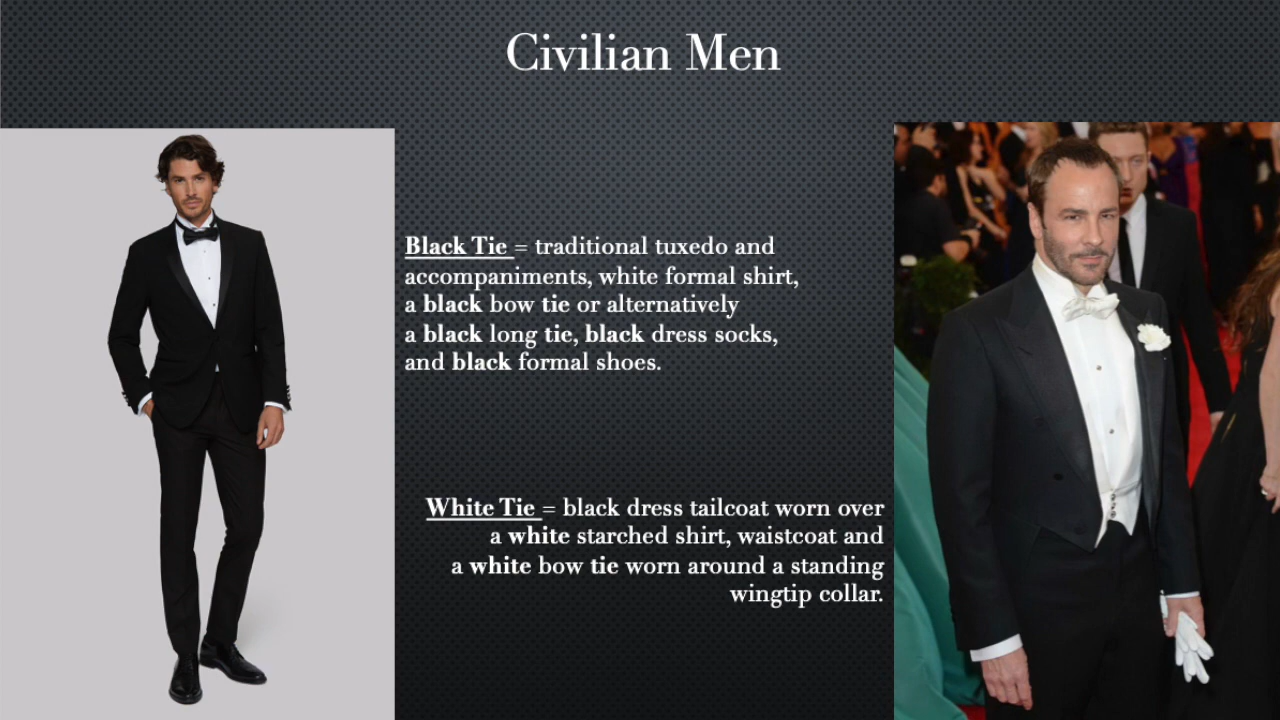 Civilian Men
Black Tie = traditional tuxedo and
accompaniments, white formal shirt,
a black bow tie or alternatively
a black long tie, black dress socks,
and black formal shoes.
White Tie = black dress tailcoat worn over
a white starched shirt, waistcoat and
a white bow tie worn around a standing
wingtip collar.